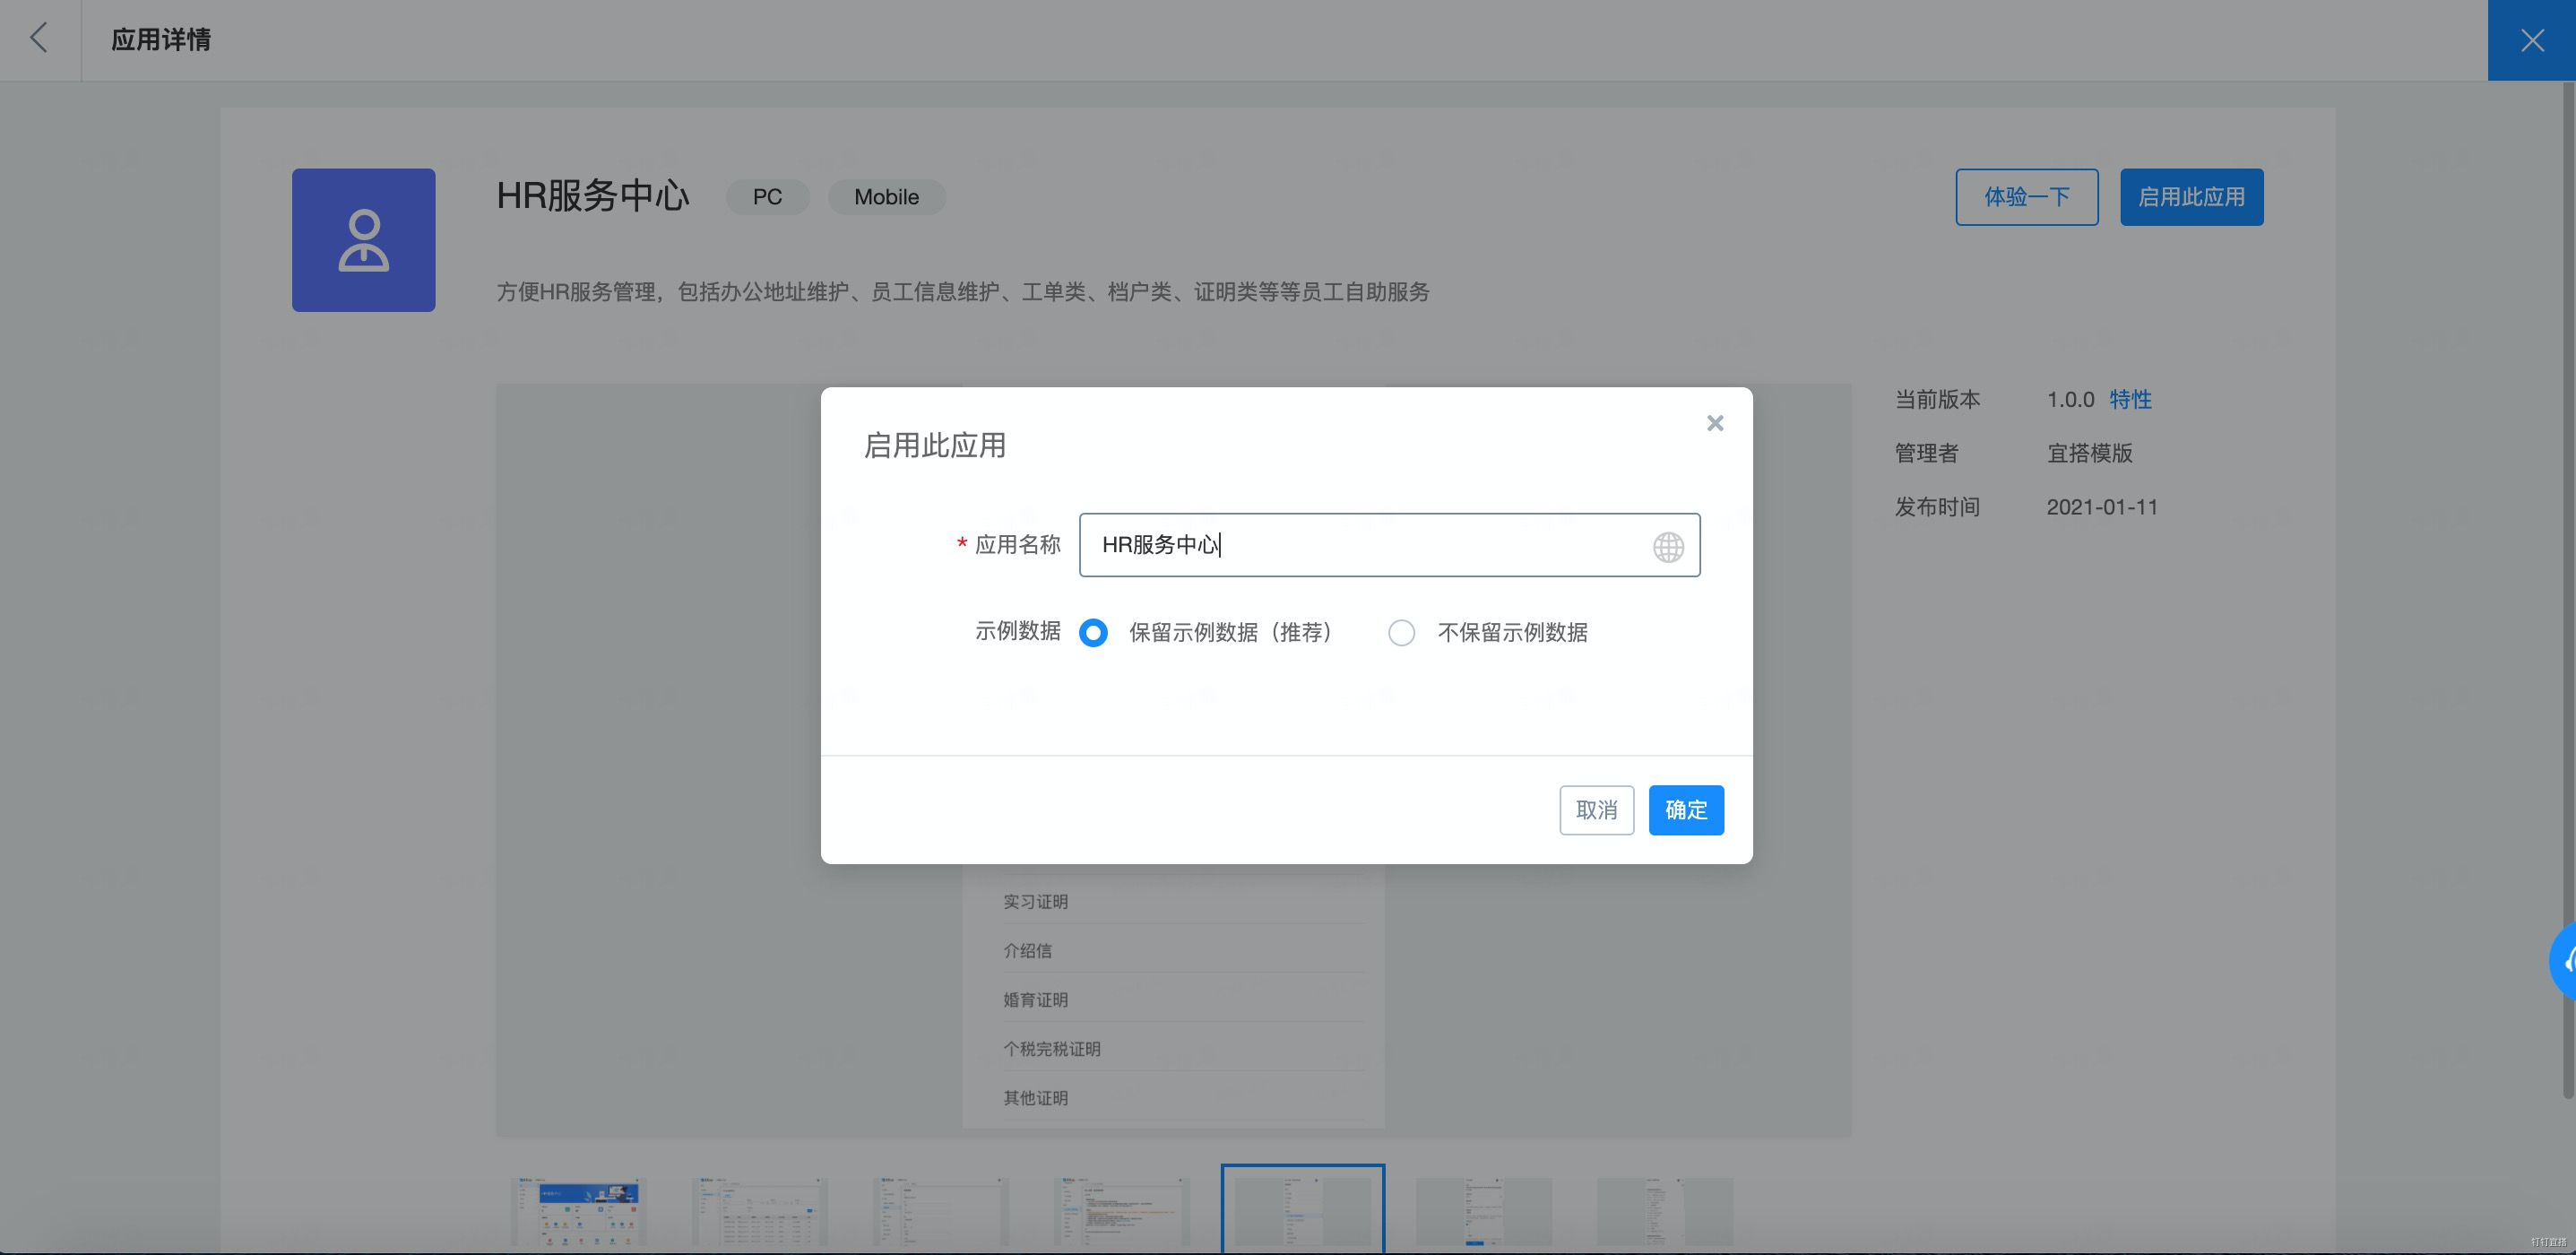 应用详情
HR服务中心
PC
Mobile
体验一下
启用此应用
方便HR服务管理，包括办公地址维护、员工信息维护、工单类、档户类、证明类等等员工自助服务
当前版本 1.0.0 特性
管理者 宜搭模版
发布时间 2021-01-11
启用此应用
* 应用名称 HR服务中心
示例数据 保留示例数据（推荐） 不保留示例数据
取消 确定
实习证明
介绍信
婚育证明
个税完税证明
其他证明
钉钉宜搭